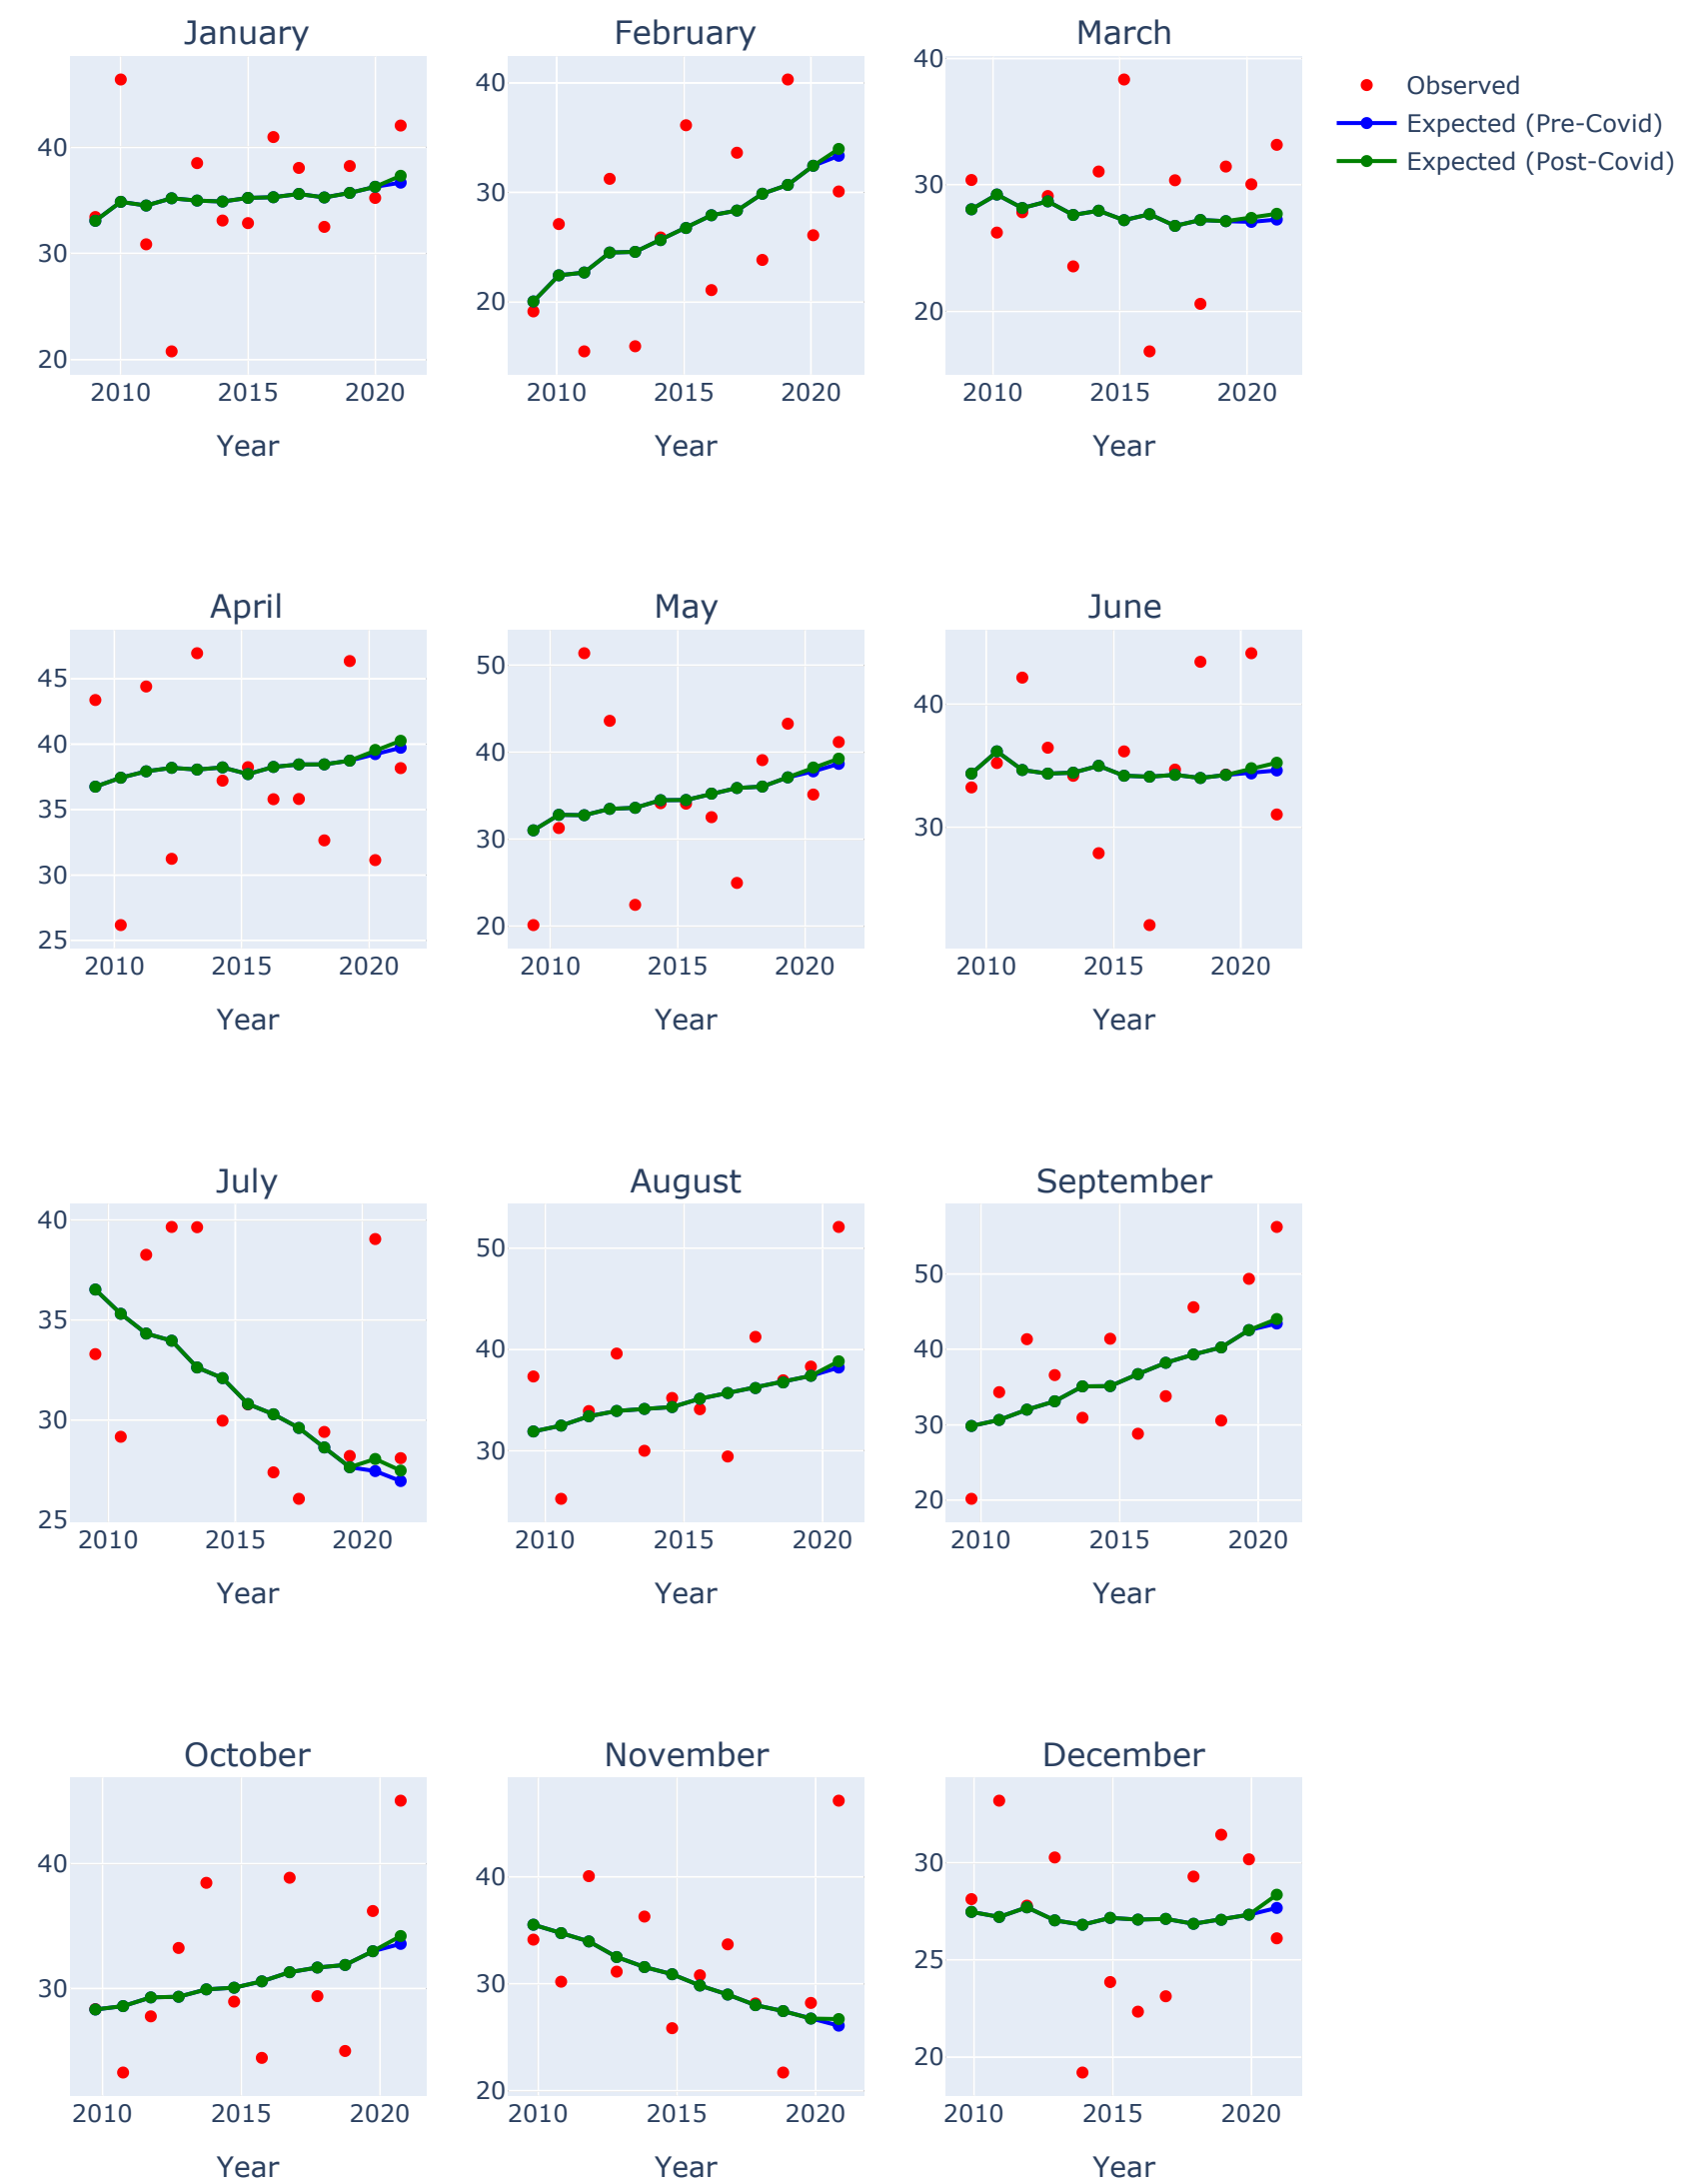 January
February
March
40
30
20
2010 2015 2020
Year
40
30
20
2010 2015 2020
Year
40
30
20
2010 2015 2020
Year
Observed
Expected (Pre-Covid)
Expected (Post-Covid)
April
May
June
45
40
35
30
25
2010 2015 2020
Year
50
40
30
20
2010 2015 2020
Year
40
30
2010 2015 2020
Year
July
August
September
40
35
30
25
2010 2015 2020
Year
50
40
30
2010 2015 2020
Year
50
40
30
20
2010 2015 2020
Year
October
November
December
40
30
2010 2015 2020
Year
40
30
20
2010 2015 2020
Year
30
25
20
2010 2015 2020
Year